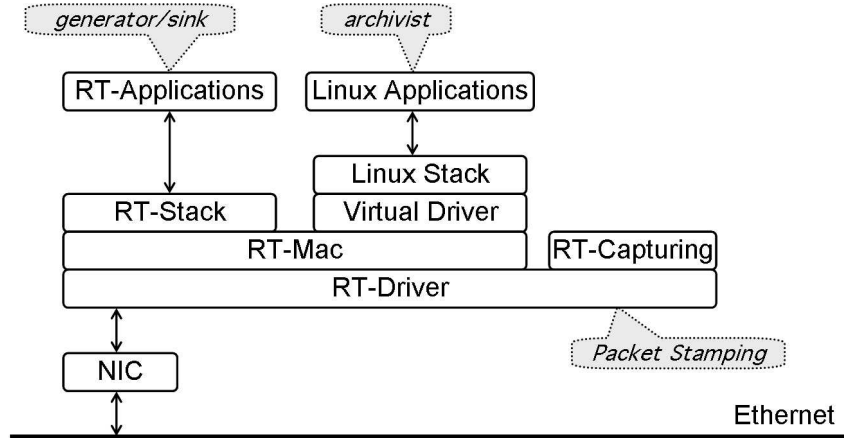 generator/sink
archivist
RT-Applications
Linux Applications
Linux Stack
RT-Stack
Virtual Driver
RT-Mac
RT-Capturing
RT-Driver
Packet Stamping
NIC
Ethernet